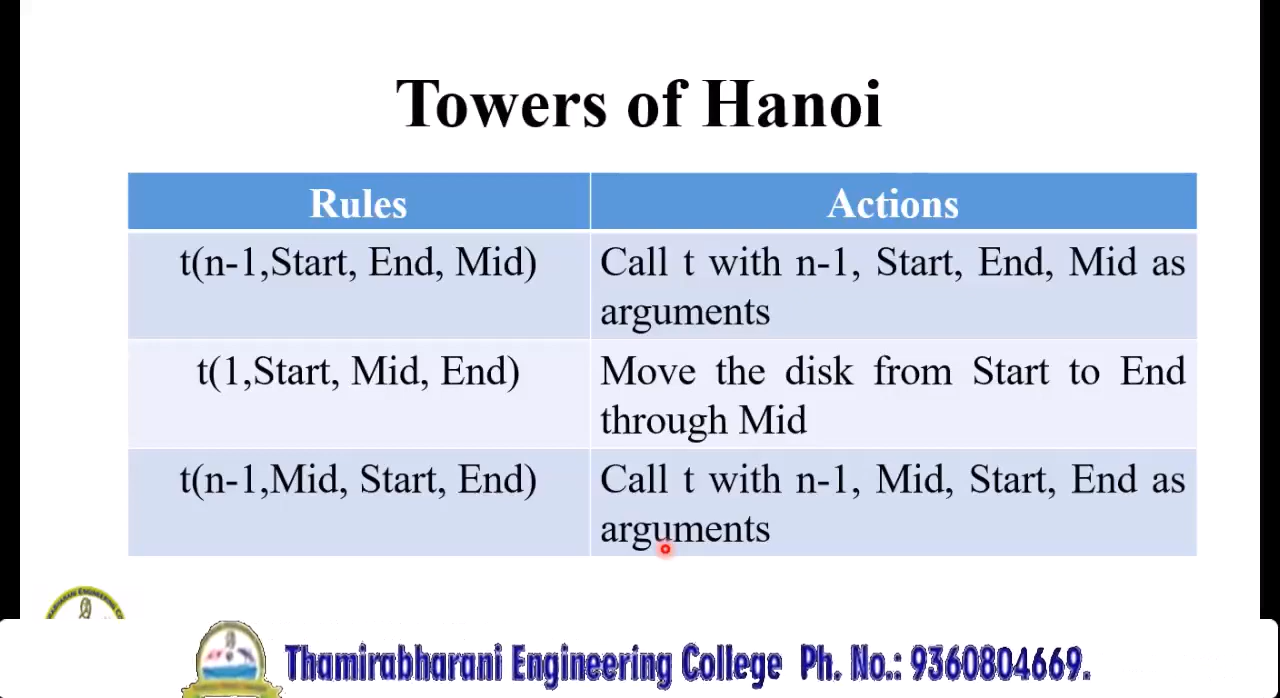 Towers of Hanoi
Rules
Actions
t(n-1,Start, End, Mid)
Call t with n-1, Start, End, Mid as
arguments
t(1,Start, Mid, End)
Move the disk from Start to End
through Mid
t(n-1,Mid, Start, End)
Call t with n-1, Mid, Start, End as
arguments
Thamirabharani Engineering College Ph. No.: 9360804669.